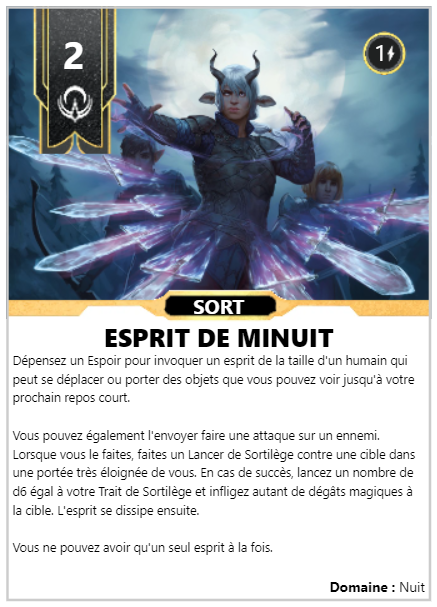 2
1
SORT
ESPRIT DE MINUIT
Dépensez un Espoir pour invoquer un esprit de la taille d'un humain qui
peut se déplacer ou porter des objets que vous pouvez voir jusqu'à votre
prochain repos court.
Vous pouvez également l'envoyer faire une attaque sur un ennemi.
Lorsque vous le faites, faites un Lancer de Sortilège contre une cible dans
une portée très éloignée de vous. En cas de succès, lancez un nombre de
d6 égal à votre Trait de Sortilège et infligez autant de dégâts magiques à
la cible. L'esprit se dissipe ensuite.
Vous ne pouvez avoir qu'un seul esprit à la fois.
Domaine : Nuit